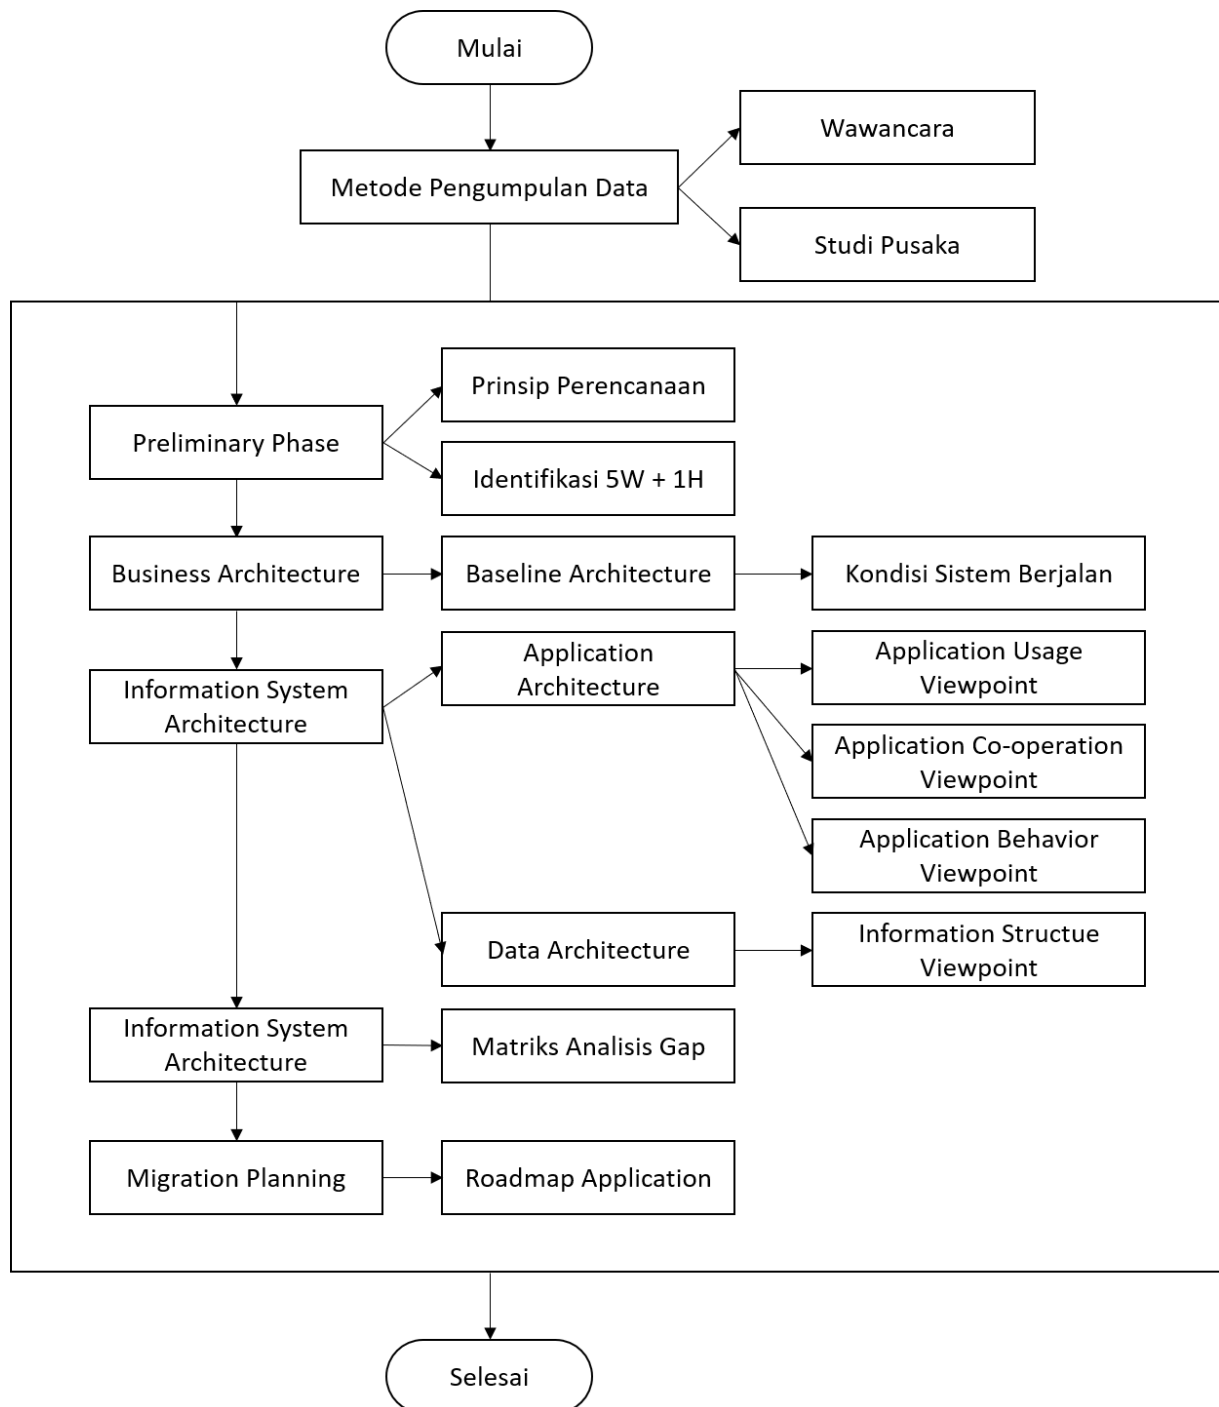 Mulai
Wawancara
Metode Pengumpulan Data
Studi Pusaka
Prinsip Perencanaan
Preliminary Phase
Identifikasi 5W + 1H
Business Architecture
Baseline Architecture
Kondisi Sistem Berjalan
Information System
Architecture
Application
Architecture
Application Usage
Viewpoint
Application Co-operation
Viewpoint
Application Behavior
Viewpoint
Data Architecture
Information Structue
Viewpoint
Information System
Architecture
Matriks Analisis Gap
Migration Planning
Roadmap Application
Selesai